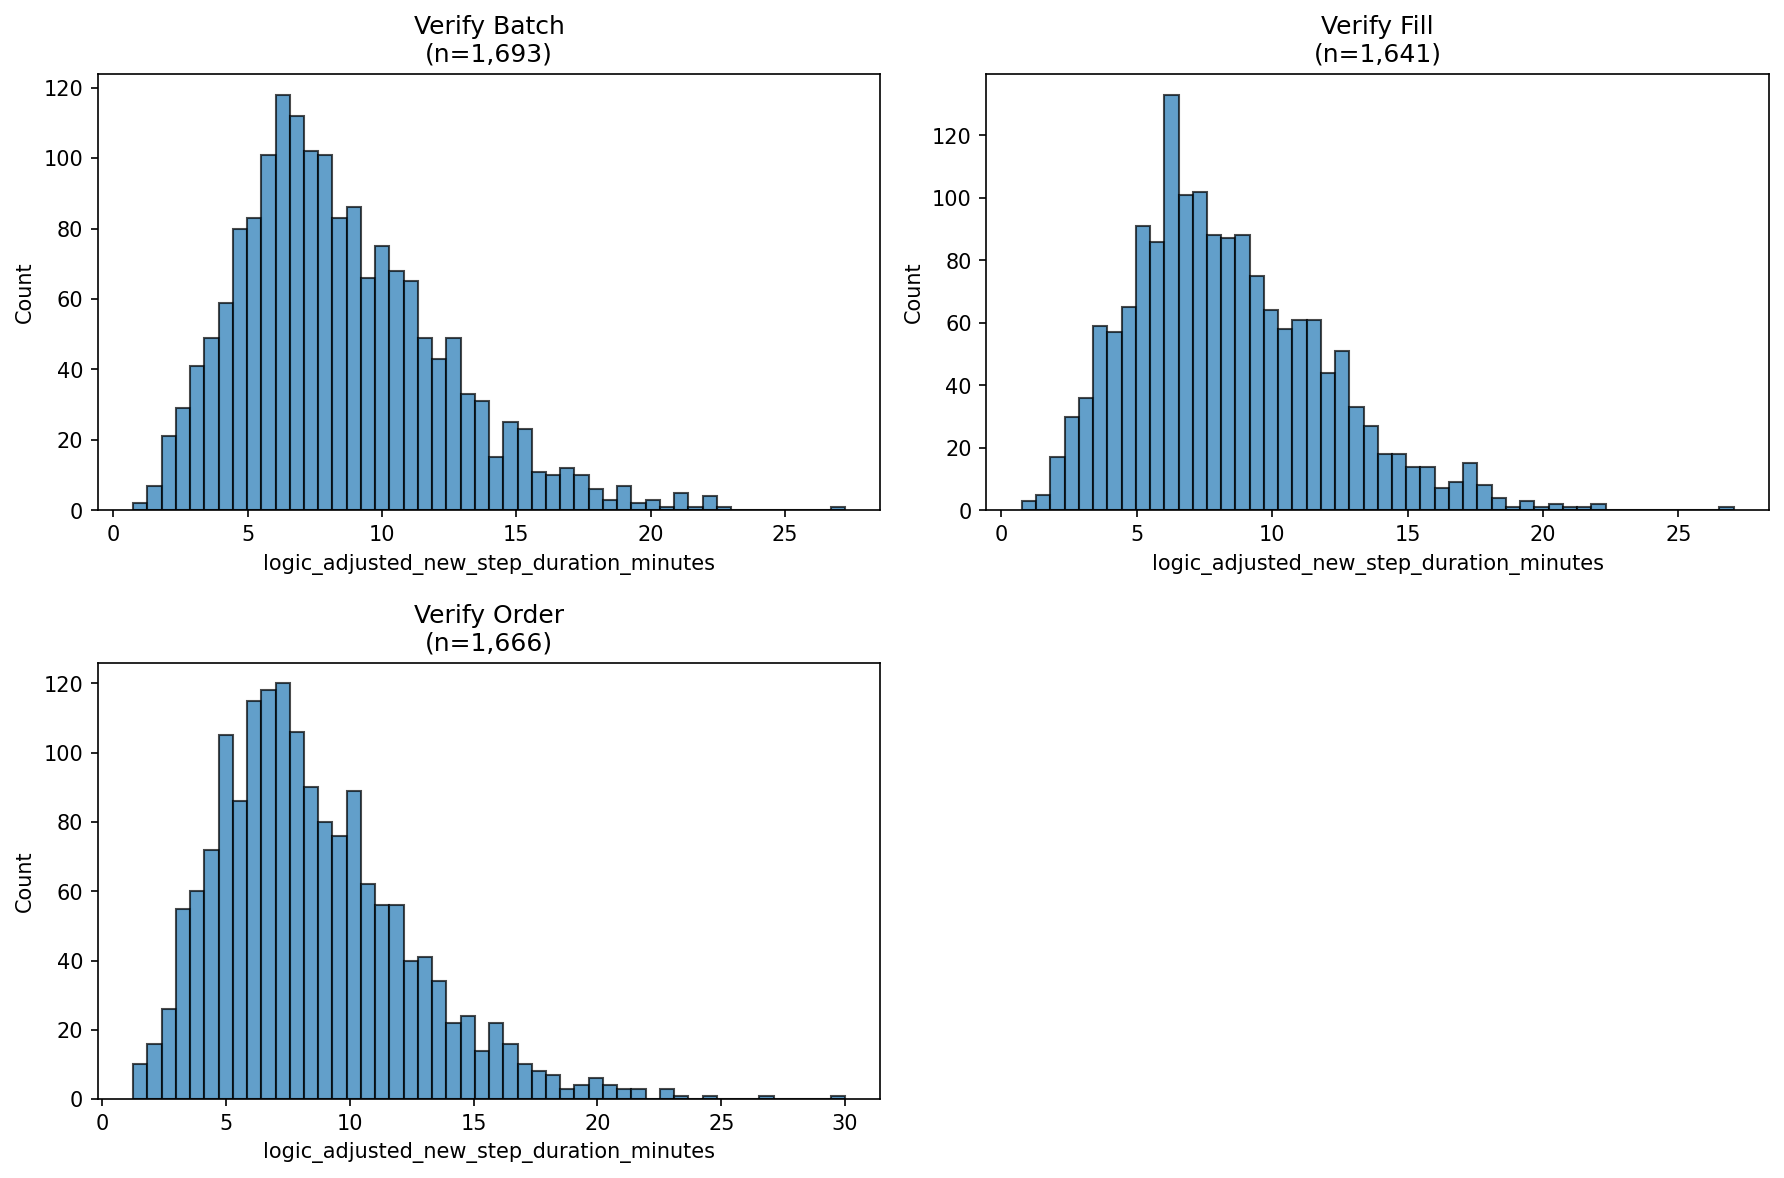 Verify Batch
(n=1,693)
120
100
80
60
40
20
0
Count
0 5 10 15 20 25
logic_adjusted_new_step_duration_minutes
Verify Fill
(n=1,641)
120
100
80
60
40
20
0
Count
0 5 10 15 20 25
logic_adjusted_new_step_duration_minutes
Verify Order
(n=1,666)
120
100
80
60
40
20
0
Count
0 5 10 15 20 25 30
logic_adjusted_new_step_duration_minutes